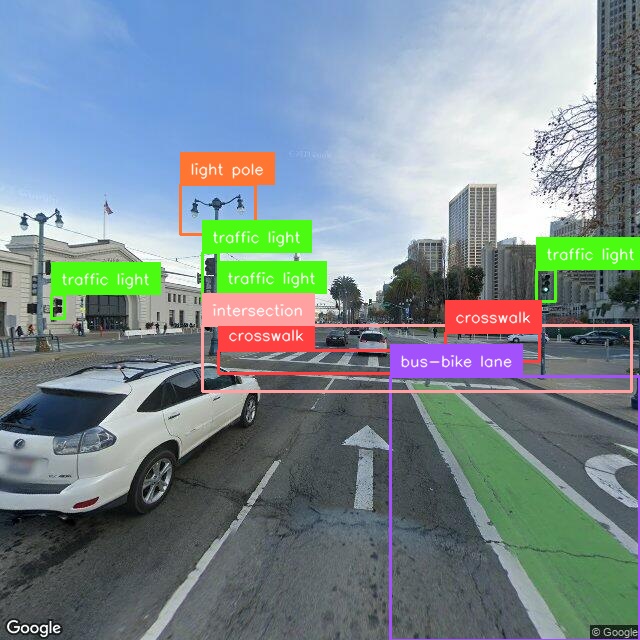 light pole
traffic light
traffic light
traffic light
traffic light
intersection
crosswalk
crosswalk
bus-bike lane
Google
© Google